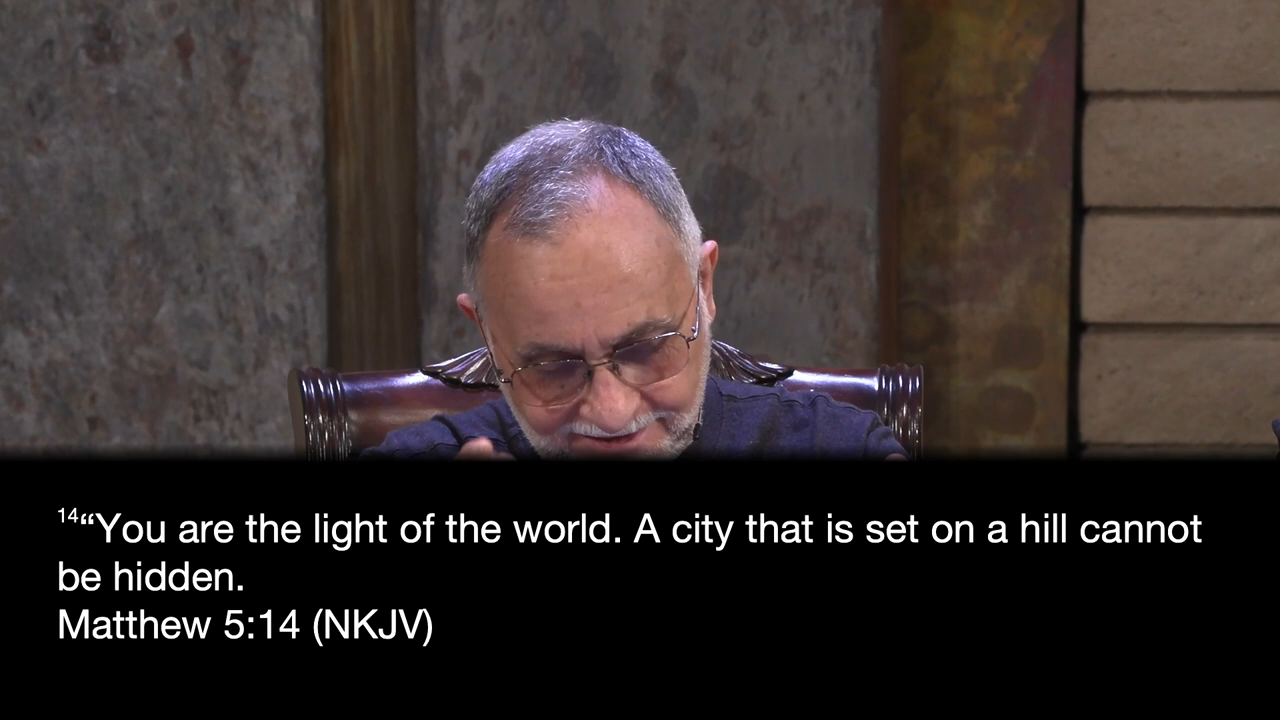 ¹⁴“You are the light of the world. A city that is set on a hill cannot
be hidden.
Matthew 5:14 (NKJV)